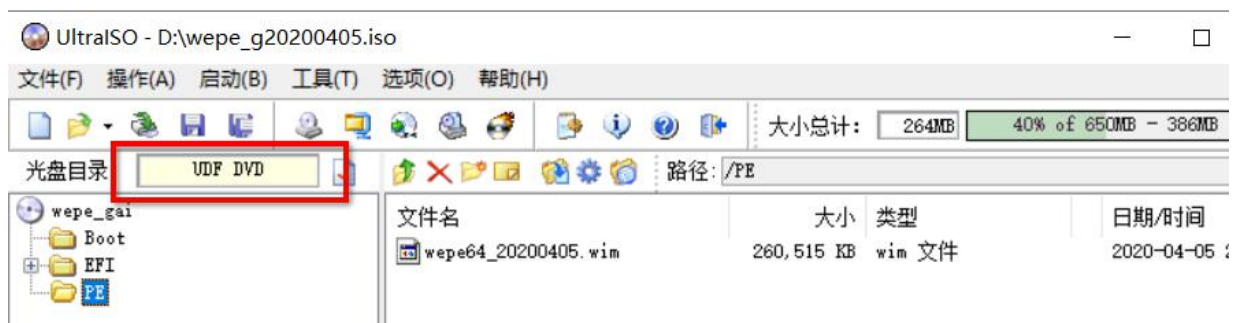 UltraISO - D:\wepe_g20200405.iso
文件(F) 操作(A) 启动(B) 工具(T) 选项(O) 帮助(H)
大小总计: 264MB 40% of 650MB - 386MB
光盘目录 UDF DVD 路径: /PE
wepe_gai
Boot
EFI
PE
文件名 大小 类型 日期/时间
wepe64_20200405.wim 260,515 KB wim 文件 2020-04-05